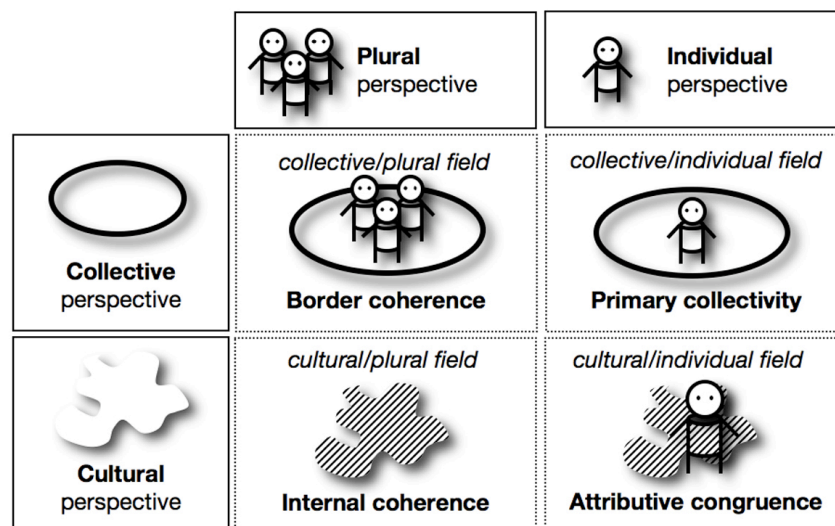 Plural
perspective
Individual
perspective
collective/plural field
collective/individual field
Collective
perspective
Border coherence
Primary collectivity
cultural/plural field
cultural/individual field
Cultural
perspective
Internal coherence
Attributive congruence